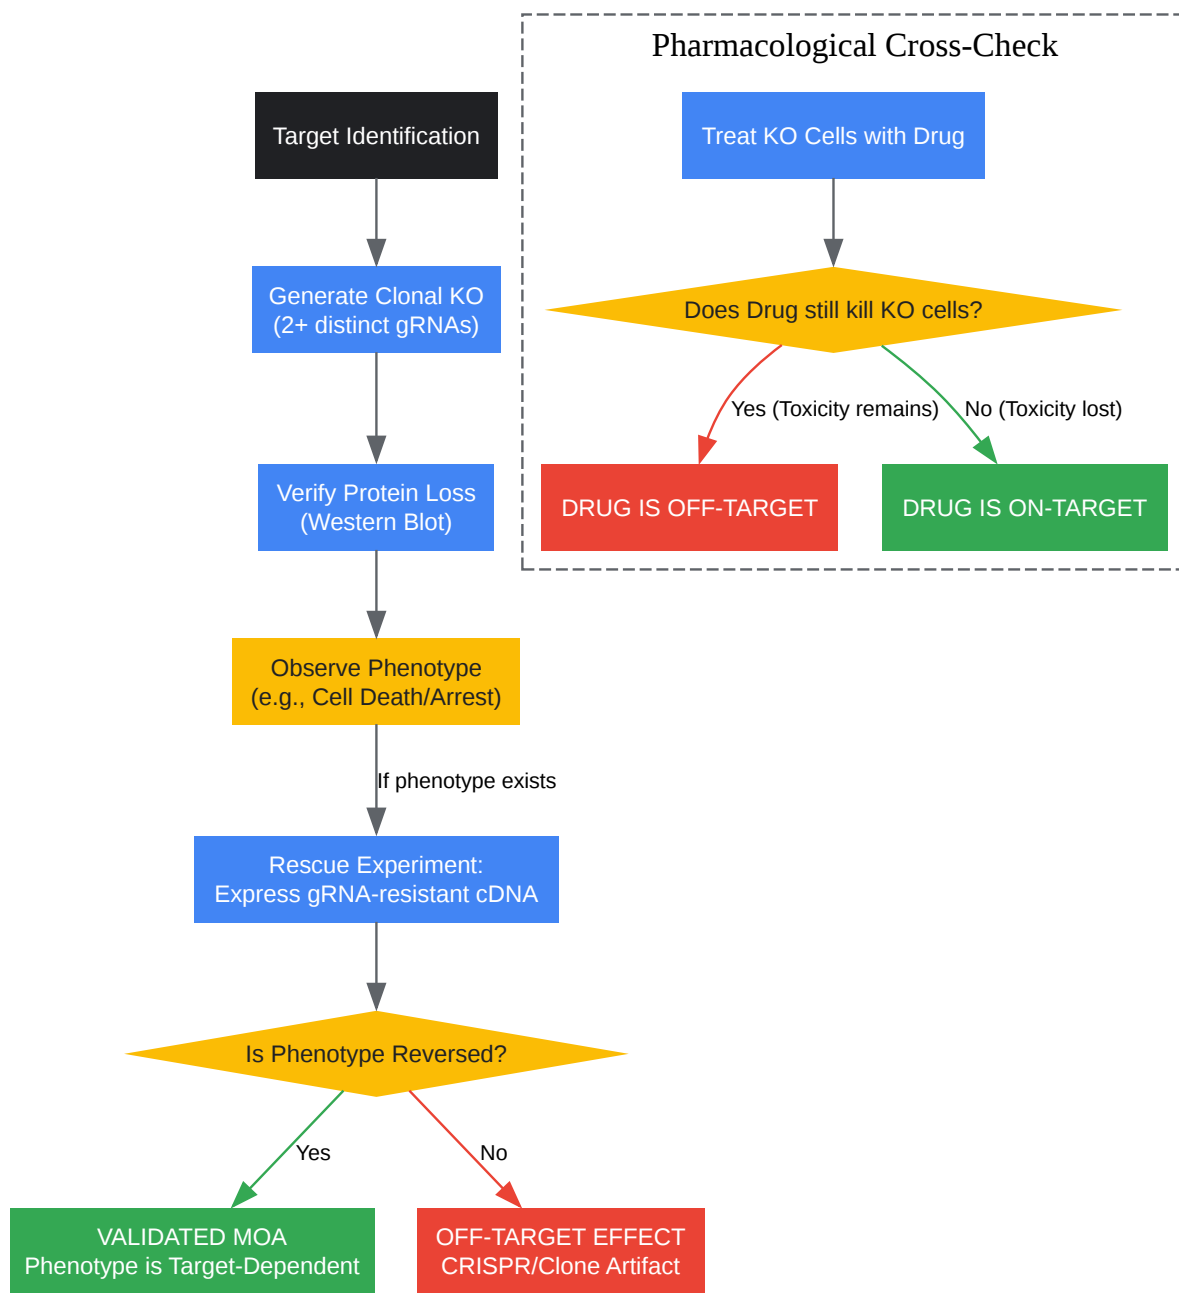 Pharmacological Cross-Check
Target Identification
Treat KO Cells with Drug
Generate Clonal KO
(2+ distinct gRNAs)
Does Drug still kill KO cells?
Yes (Toxicity remains)
No (Toxicity lost)
Verify Protein Loss
(Western Blot)
DRUG IS OFF-TARGET
DRUG IS ON-TARGET
Observe Phenotype
(e.g., Cell Death/Arrest)
If phenotype exists
Rescue Experiment:
Express gRNA-resistant cDNA
Is Phenotype Reversed?
Yes
No
VALIDATED MOA
Phenotype is Target-Dependent
OFF-TARGET EFFECT
CRISPR/Clone Artifact